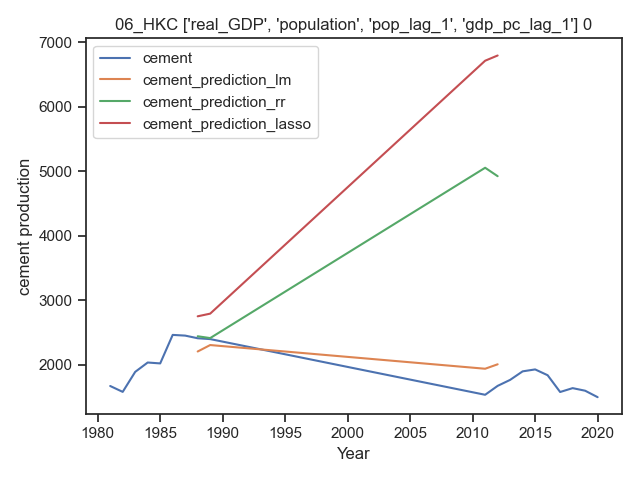 06_HKC ['real_GDP', 'population', 'pop_lag_1', 'gdp_pc_lag_1'] 0
7000
6000
5000
4000
3000
2000
cement production
cement
cement_prediction_lm
cement_prediction_rr
cement_prediction_lasso
1980 1985 1990 1995 2000 2005 2010 2015 2020
Year